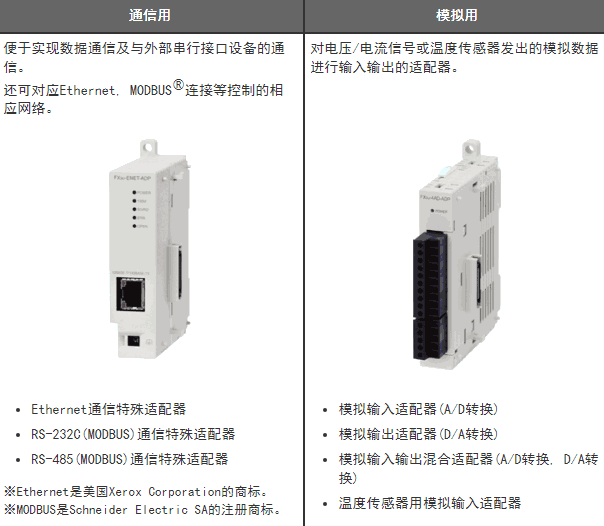 通信用
便于实现数据通信及与外部串行接口设备的通
信。
还可对应Ethernet, MODBUS®连接等控制的相
应网络。
FX3U-ENET-ADP
POWER
• Ethernet通信特殊适配器
• RS-232C(MODBUS)通信特殊适配器
• RS-485(MODBUS)通信特殊适配器
※Ethernet是美国Xerox Corporation的商标。
※MODBUS是Schneider Electric SA的注册商标。
模拟用
对电压/电流信号或温度传感器发出的模拟数据
进行输入输出的适配器。
POWER
• 模拟输入适配器(A/D转换)
• 模拟输出适配器(D/A转换)
• 模拟输入输出混合适配器(A/D转换, D/A转
换)
• 温度传感器用模拟输入适配器